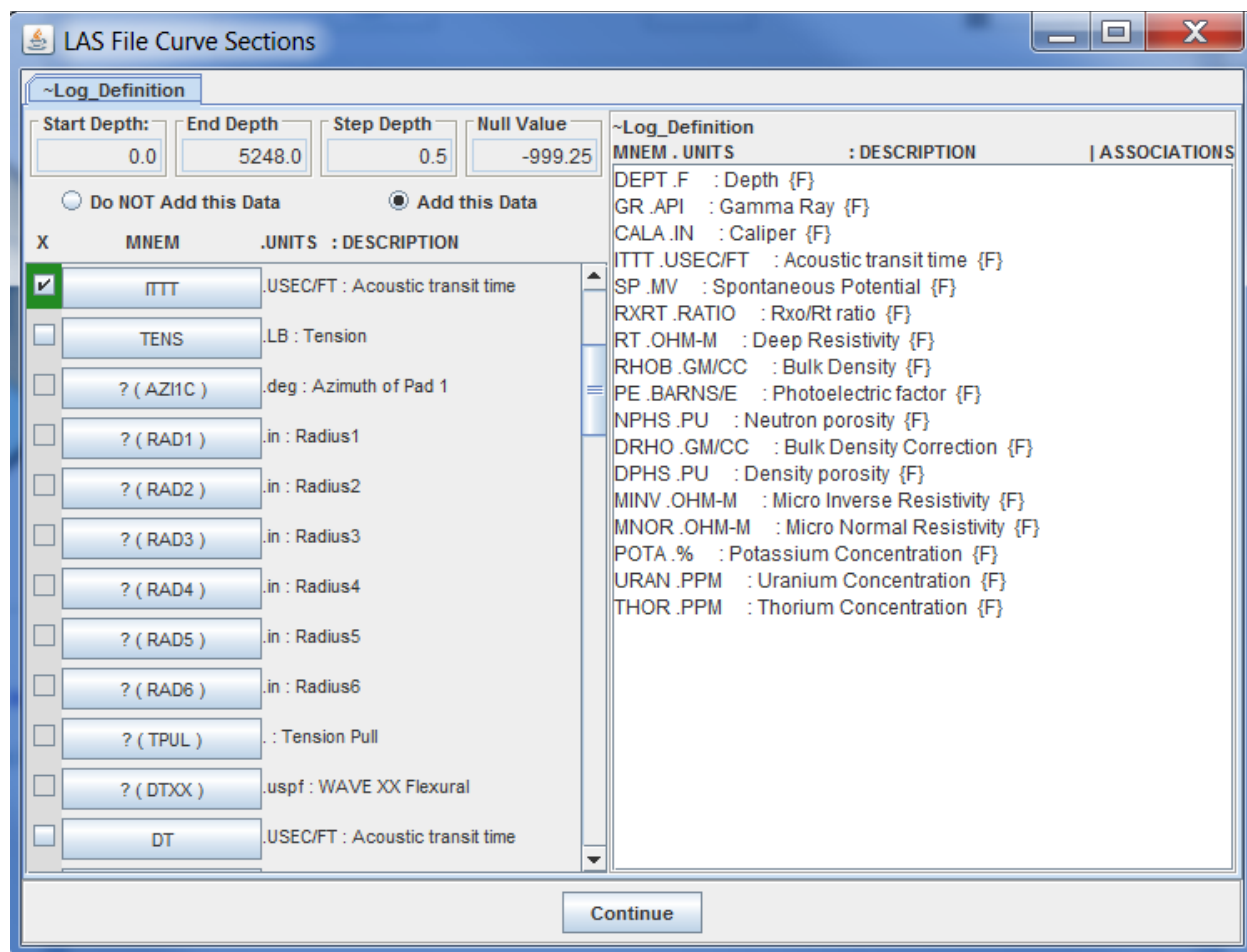 LAS File Curve Sections
~Log_Definition
Start Depth: End Depth Step Depth Null Value
0.0 5248.0 0.5 -999.25
Do NOT Add this Data Add this Data
X MNEM .UNITS : DESCRIPTION
ITTT .USEC/FT : Acoustic transit time
TENS .LB : Tension
? ( AZI1C ) .deg : Azimuth of Pad 1
? ( RAD1 ) .in : Radius1
? ( RAD2 ) .in : Radius2
? ( RAD3 ) .in : Radius3
? ( RAD4 ) .in : Radius4
? ( RAD5 ) .in : Radius5
? ( RAD6 ) .in : Radius6
? ( TPUL ) . : Tension Pull
? ( DTXX ) .uspf : WAVE XX Flexural
DT .USEC/FT : Acoustic transit time
~Log_Definition
MNEM . UNITS : DESCRIPTION | ASSOCIATIONS
DEPT .F : Depth {F}
GR .API : Gamma Ray {F}
CALA .IN : Caliper {F}
ITTT .USEC/FT : Acoustic transit time {F}
SP .MV : Spontaneous Potential {F}
RXRT .RATIO : Rxo/Rt ratio {F}
RT .OHM-M : Deep Resistivity {F}
RHOB .GM/CC : Bulk Density {F}
PE .BARNS/E : Photoelectric factor {F}
NPHS .PU : Neutron porosity {F}
DRHO .GM/CC : Bulk Density Correction {F}
DPHS .PU : Density porosity {F}
MINV .OHM-M : Micro Inverse Resistivity {F}
MNOR .OHM-M : Micro Normal Resistivity {F}
POTA .% : Potassium Concentration {F}
URAN .PPM : Uranium Concentration {F}
THOR .PPM : Thorium Concentration {F}
Continue